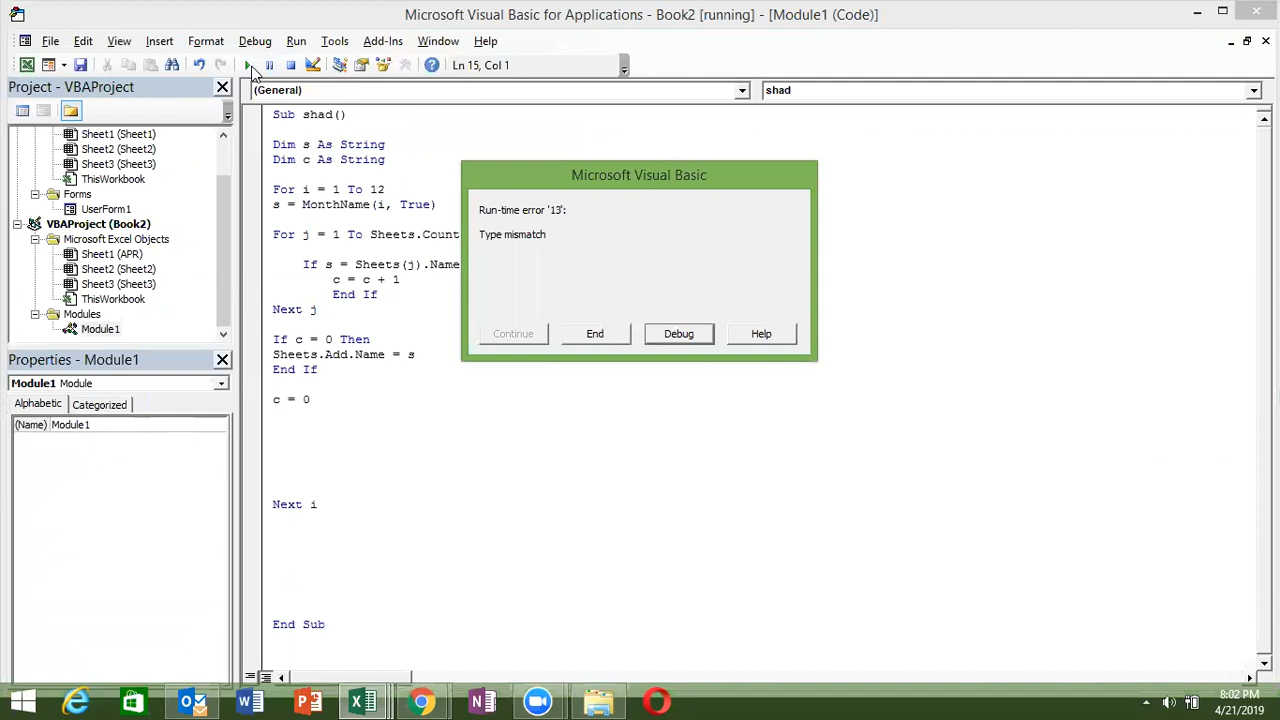 Microsoft Visual Basic for Applications - Book2 [running] - [Module1 (Code)]
File Edit View Insert Format Debug Run Tools Add-Ins Window Help
Ln 15, Col 1
Project - VBAProject
(General)
shad
Sheet1 (Sheet1)
Sheet2 (Sheet2)
Sheet3 (Sheet3)
ThisWorkbook
Forms
UserForm1
VBAProject (Book2)
Microsoft Excel Objects
Sheet1 (APR)
Sheet2 (Sheet2)
Sheet3 (Sheet3)
ThisWorkbook
Modules
Module1
Properties - Module1
Module1 Module
Alphabetic Categorized
(Name) Module1
Sub shad()
Dim s As String
Dim c As String
For i = 1 To 12
s = MonthName(i, True)
For j = 1 To Sheets.Count
If s = Sheets(j).Name
c = c + 1
End If
Next j
If c = 0 Then
Sheets.Add.Name = s
End If
c = 0
Next i
End Sub
Microsoft Visual Basic
Run-time error '13':
Type mismatch
Continue End Debug Help
8:02 PM
4/21/2019